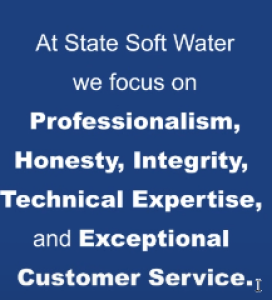 At State Soft Water
we focus on
Professionalism,
Honesty, Integrity,
Technical Expertise,
and Exceptional
Customer Service.